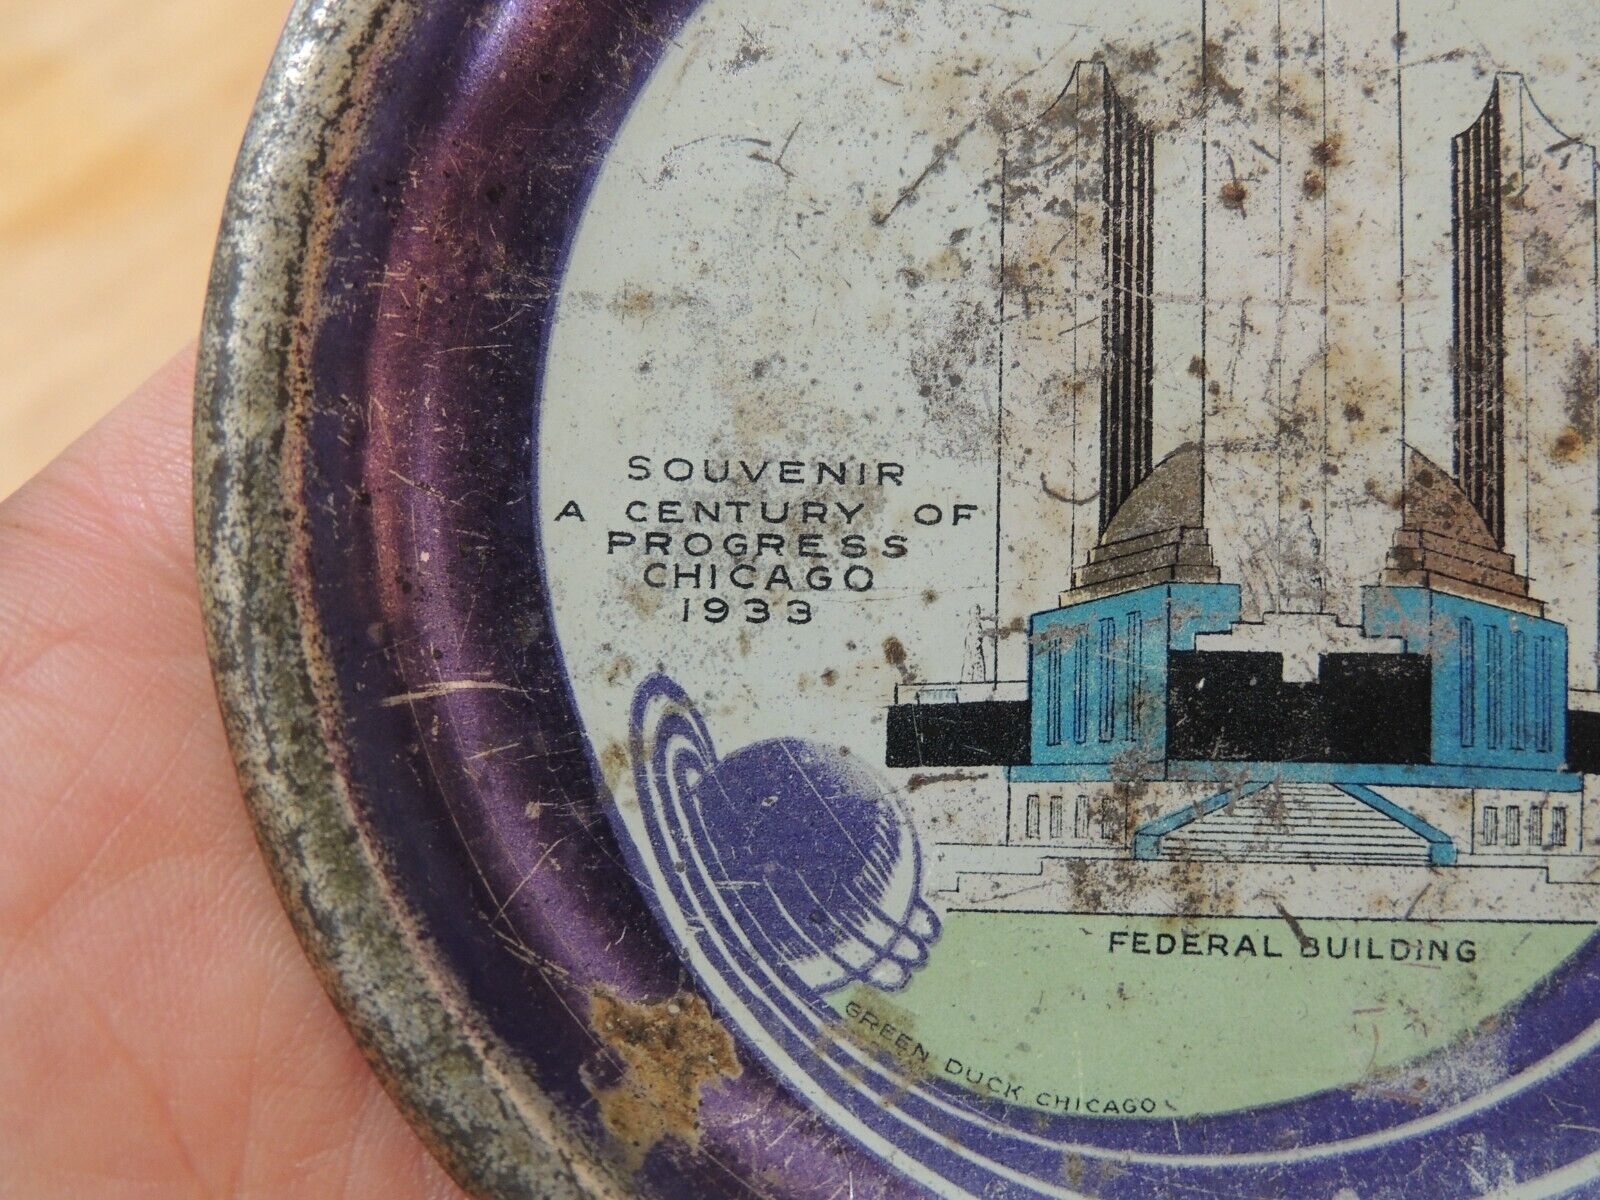 SOUVENIR
A CENTURY OF
PROGRESS
CHICAGO
1933
FEDERAL BUILDING
GREEN DUCK CHICAGO